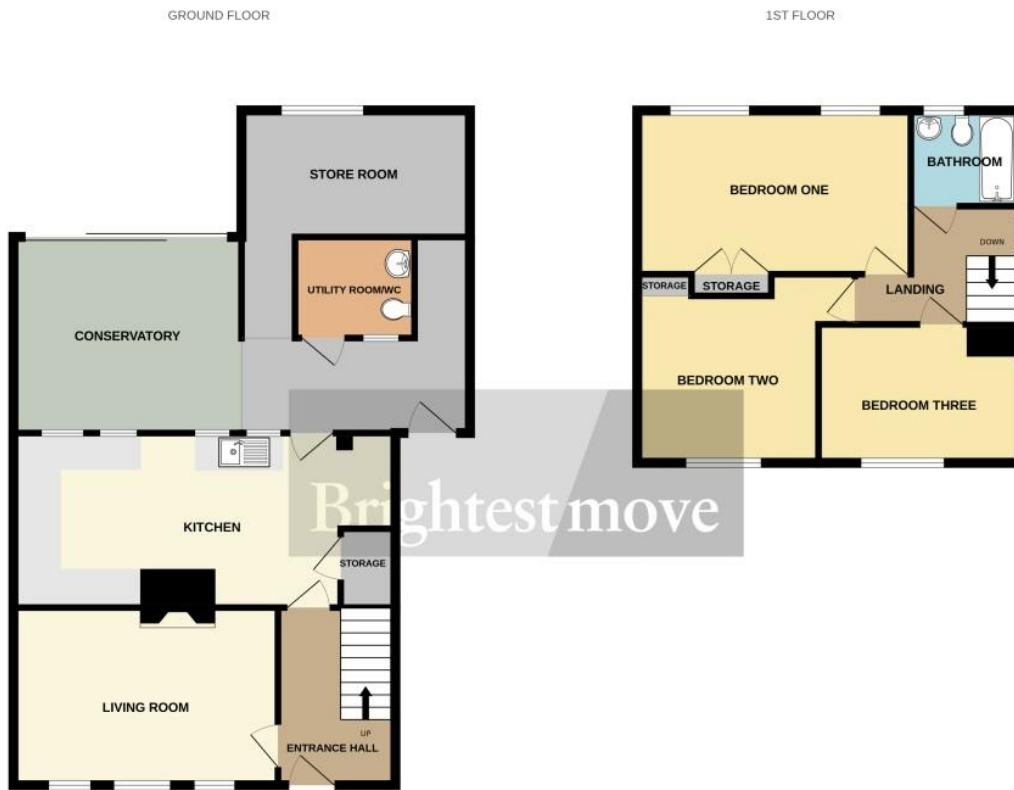 GROUND FLOOR
1ST FLOOR
STORE ROOM
UTILITY ROOM/WC
CONSERVATORY
KITCHEN
STORAGE
LIVING ROOM
UP
ENTRANCE HALL
BATHROOM
BEDROOM ONE
DOWN
STORAGE
STORAGE
LANDING
BEDROOM TWO
BEDROOM THREE
Brightest move